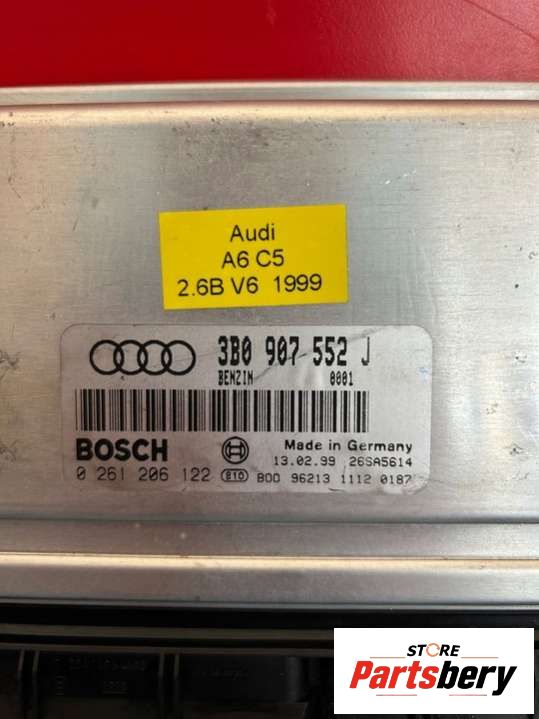 Audi
A6 C5
2.6B V6 1999
3B0 907 552 J
BENZIN 0001
BOSCH
Made in Germany
13.02.99 26SA5614
0 261 206 122 e10 B00 96213 1112 0187
STORE
Partsbery